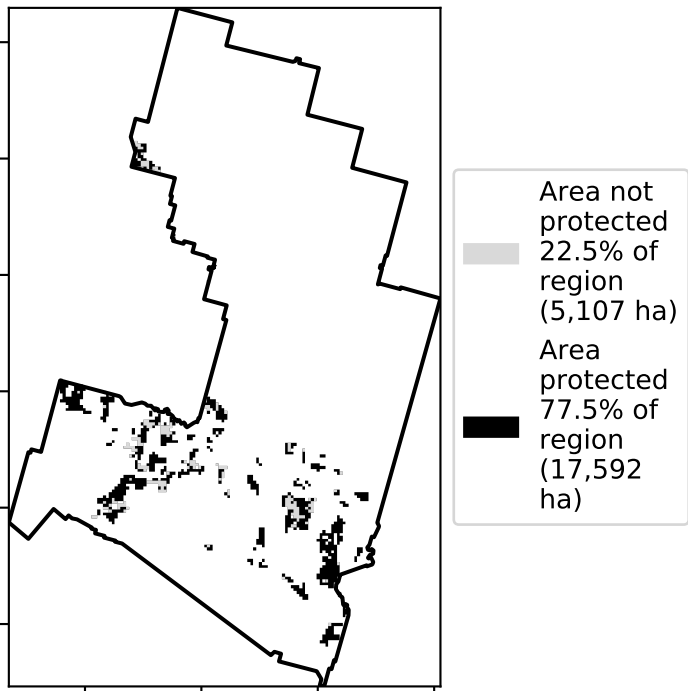 Area not
protected
22.5% of
region
(5,107 ha)
Area
protected
77.5% of
region
(17,592
ha)